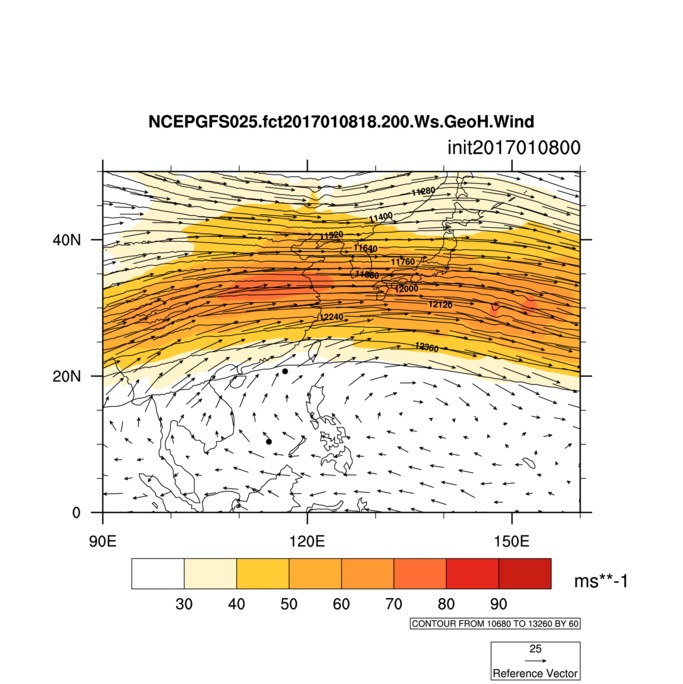 NCEPGFS025.fct2017010818.200.Ws.GeoH.Wind
init2017010800
11280
11400
11520
11640
11760
11880
12000
12120
12240
12360
40N
20N
0
90E 120E 150E
ms**-1
30 40 50 60 70 80 90
CONTOUR FROM 10680 TO 13260 BY 60
25
Reference Vector